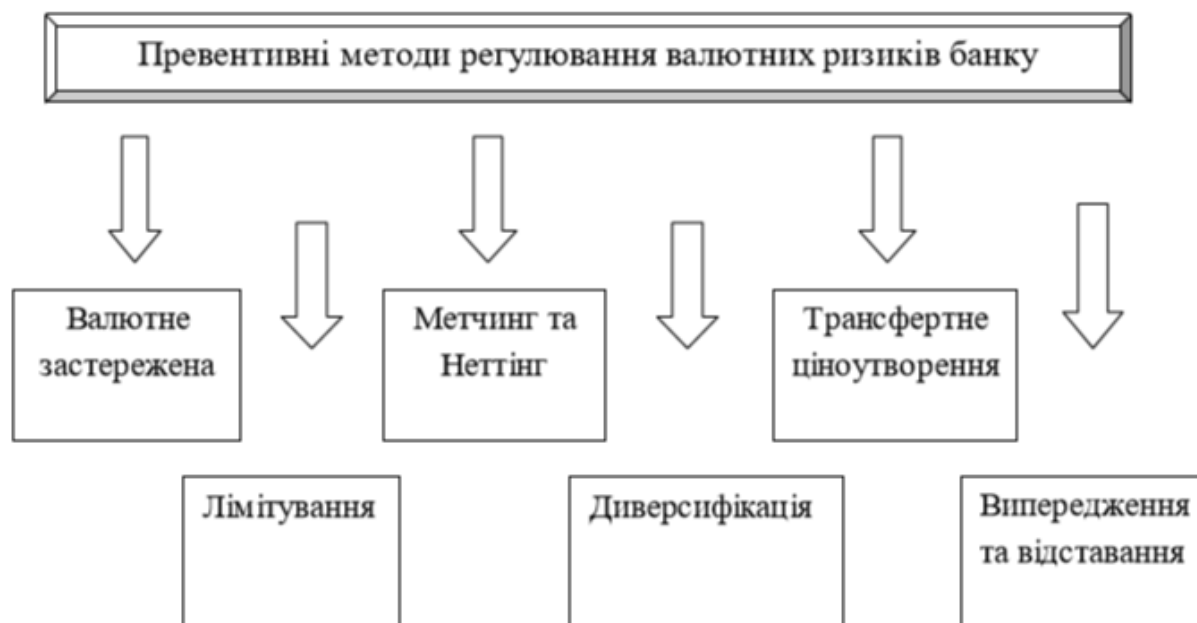 Превентивні методи регулювання валютних ризиків банку
Валютне
застережена
Метчинг та
Неттінг
Трансфертне
ціноутворення
Лімітування
Диверсифікація
Випередження
та відставання